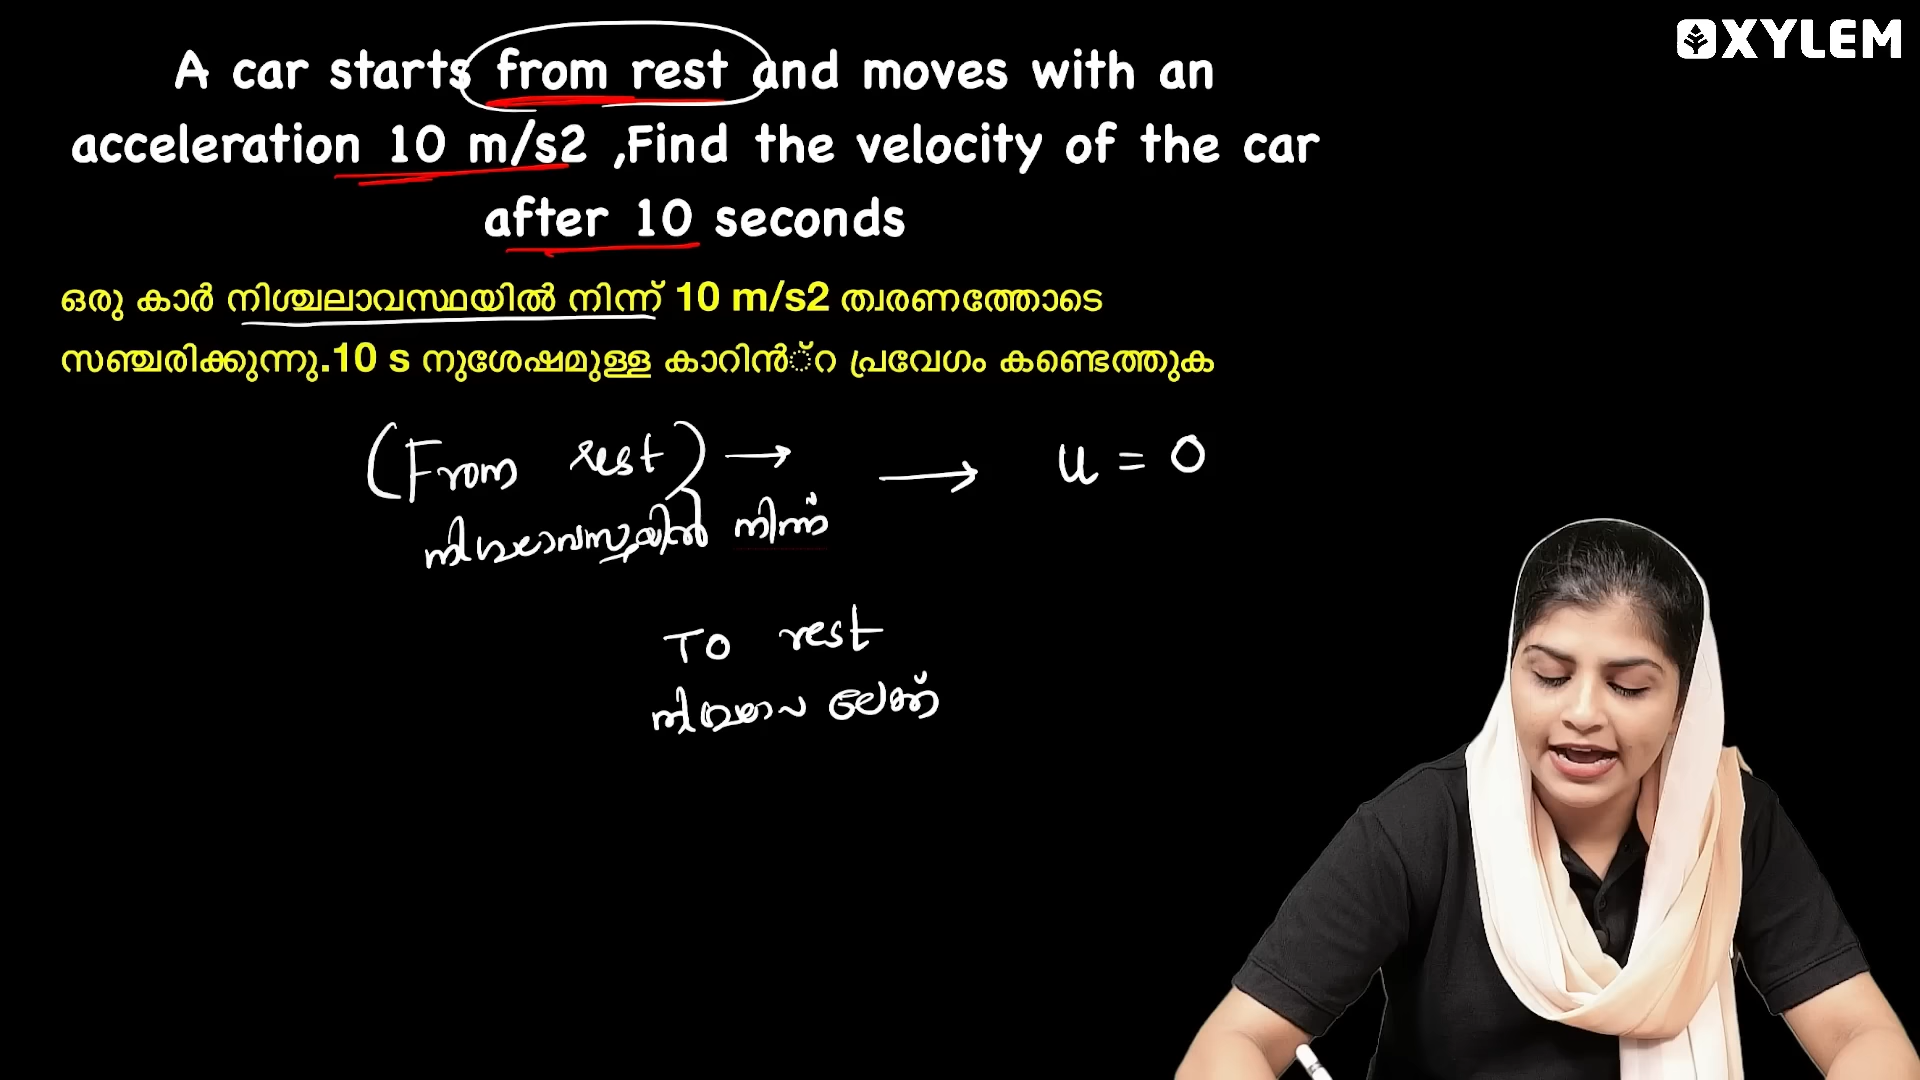 XYLEM
A car starts from rest and moves with an
acceleration 10 m/s2 ,Find the velocity of the car
after 10 seconds
ഒരു കാർ നിശ്ചലാവസ്ഥയിൽ നിന്ന് 10 m/s2 ത്വരണത്തോടെ
സഞ്ചരിക്കുന്നു.10 s നുശേഷമുള്ള കാറിൻ്റ പ്രവേഗം കണ്ടെത്തുക
(From rest) → → u = 0
നിശ്ചലാവസ്ഥയിൽ നിന്ന്
To rest
ലേക്ക്